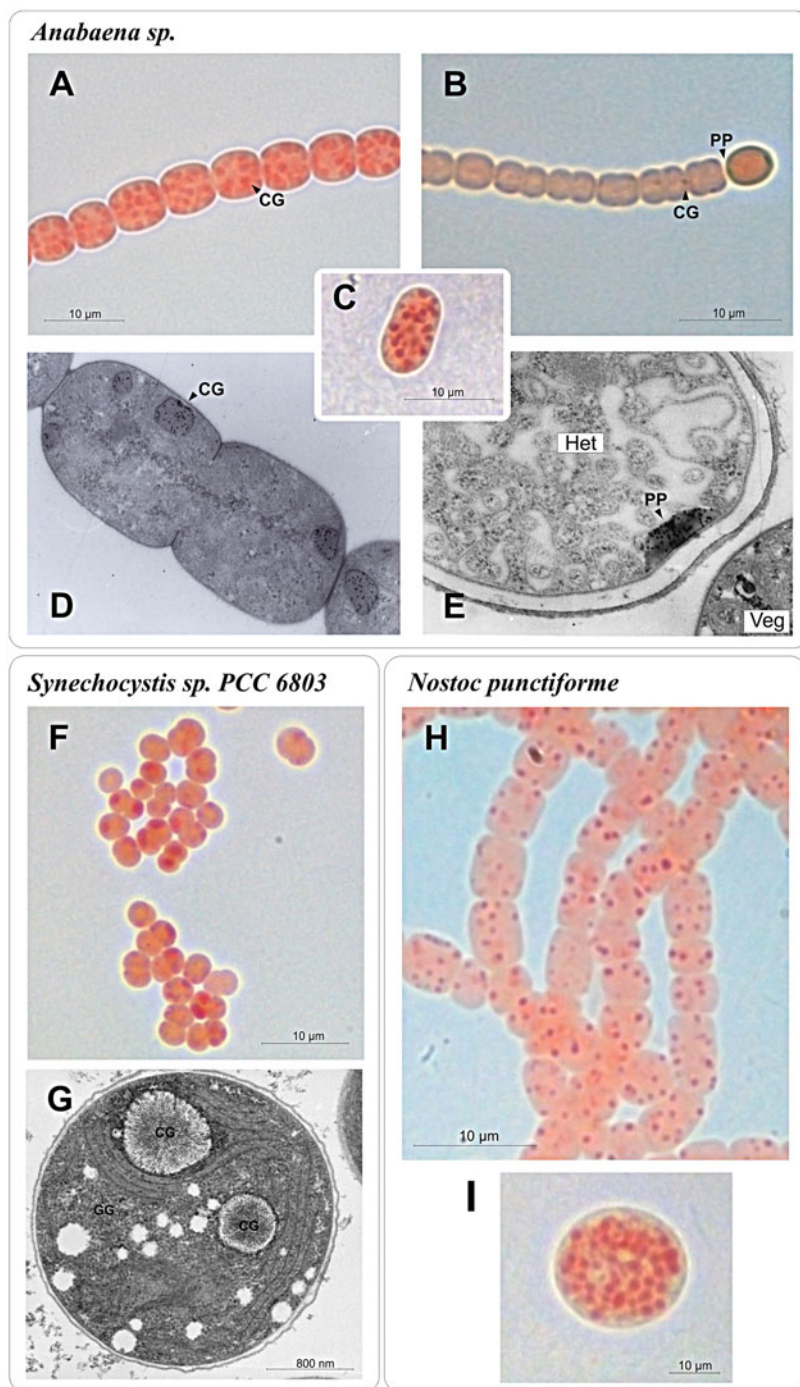 Anabaena sp.
A
CG
10 µm
B
PP
CG
10 µm
C
10 µm
CG
D
Het
PP
E
Veg
Synechocystis sp. PCC 6803
F
10 µm
G
CG
GG
CG
800 nm
Nostoc punctiforme
H
10 µm
I
10 µm